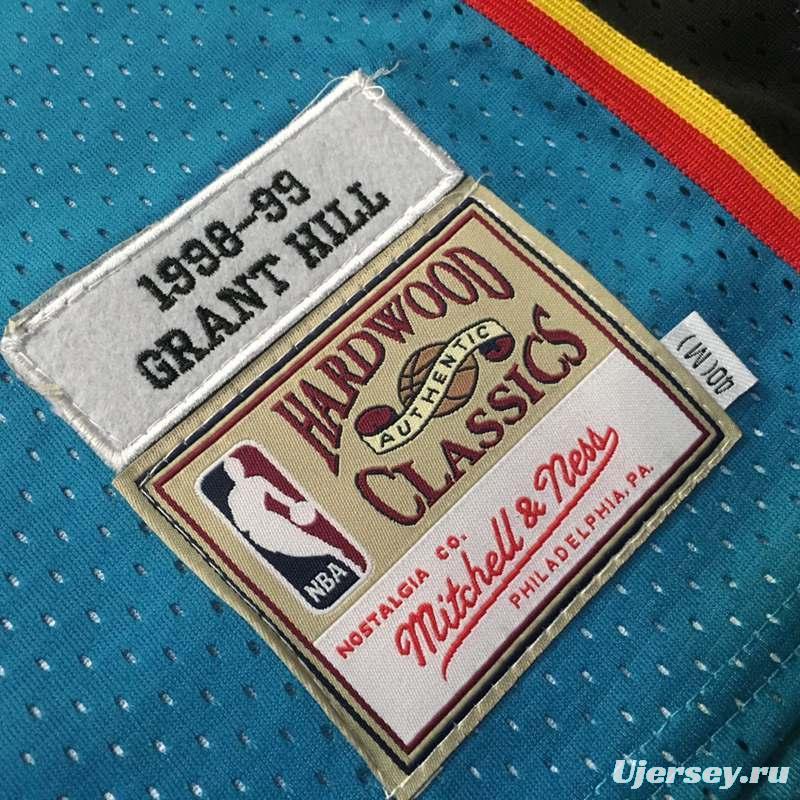 1998-99
GRANT HILL
HARDWOOD
AUTHENTIC
CLASSICS
NBA
NOSTALGIA CO.
Mitchell & Ness
PHILADELPHIA, PA.
40(M)
Ujersey.ru